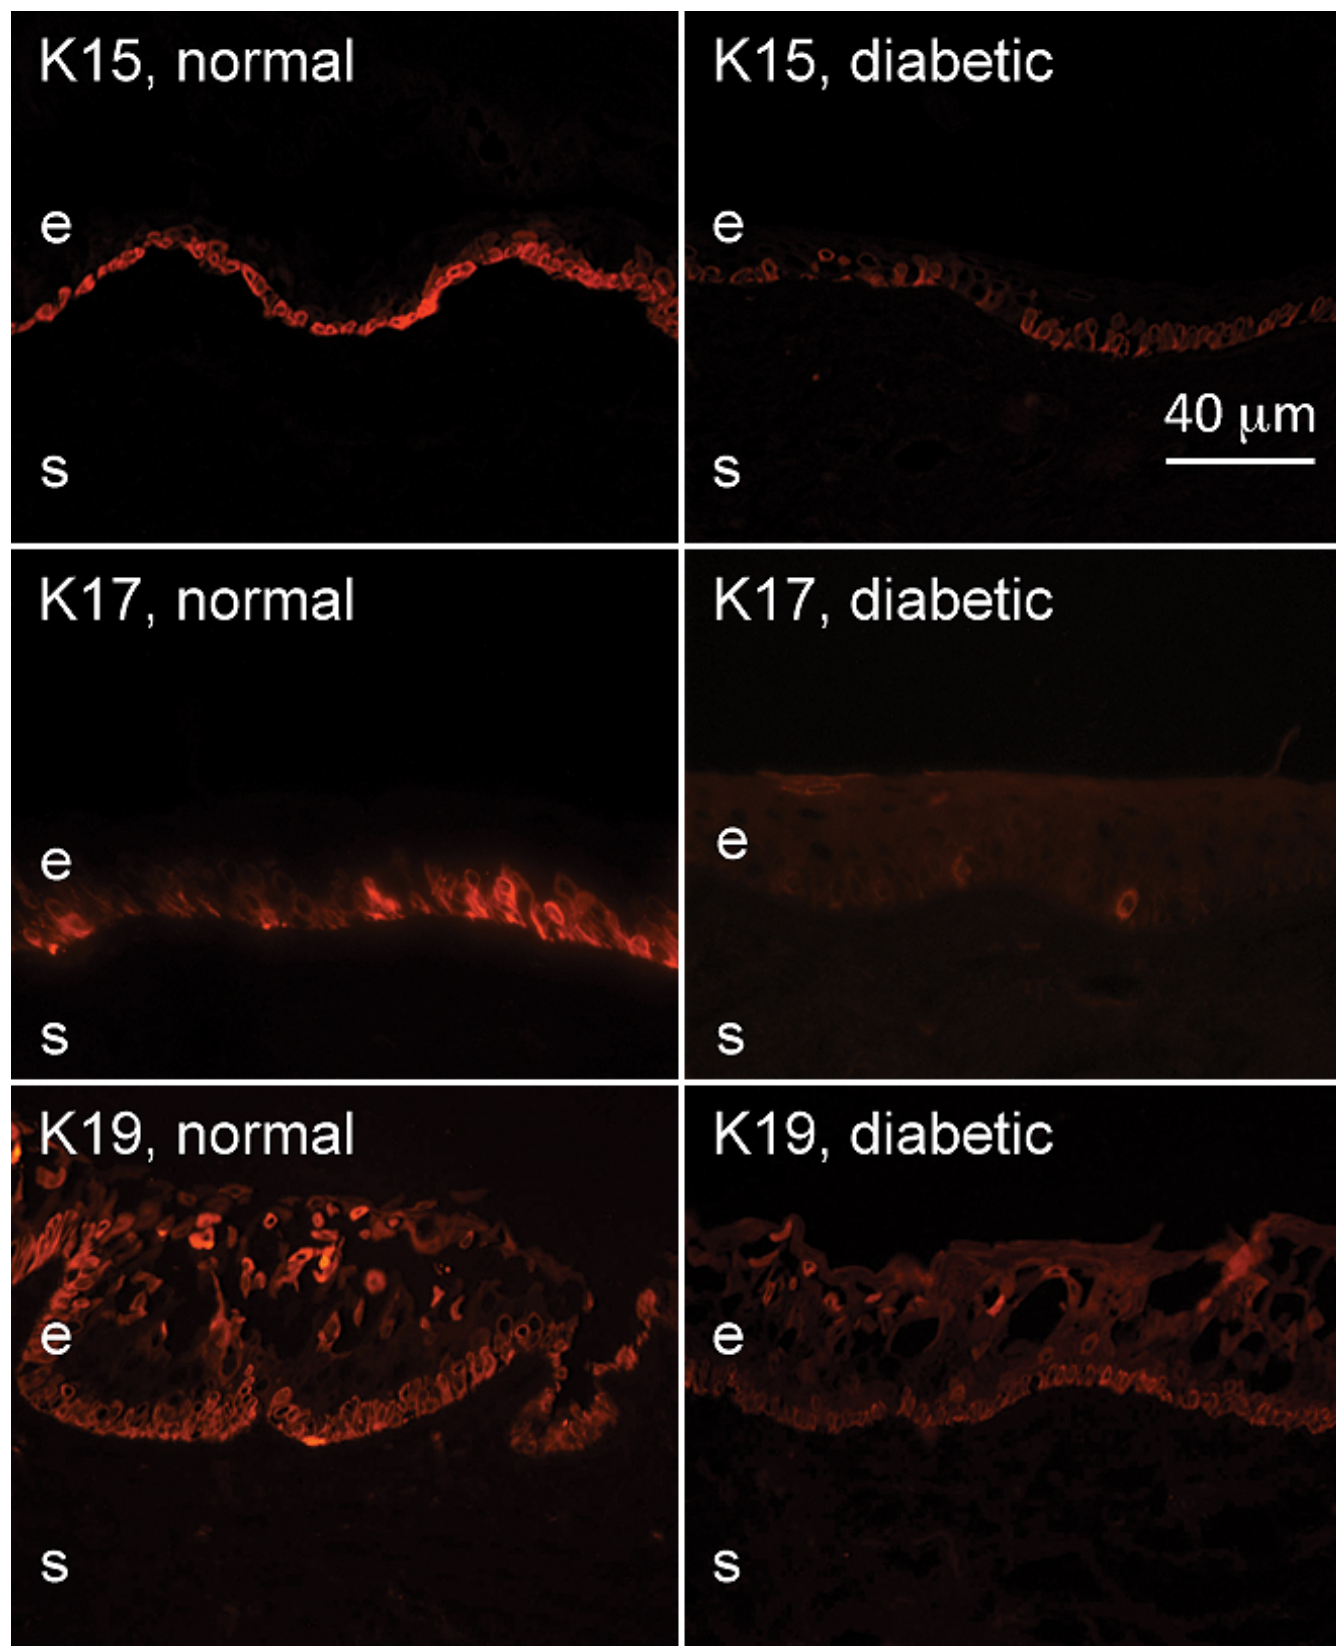 K15, normal
K15, diabetic
e
e
40 μm
s
s
K17, normal
K17, diabetic
e
e
s
s
K19, normal
K19, diabetic
e
e
s
s